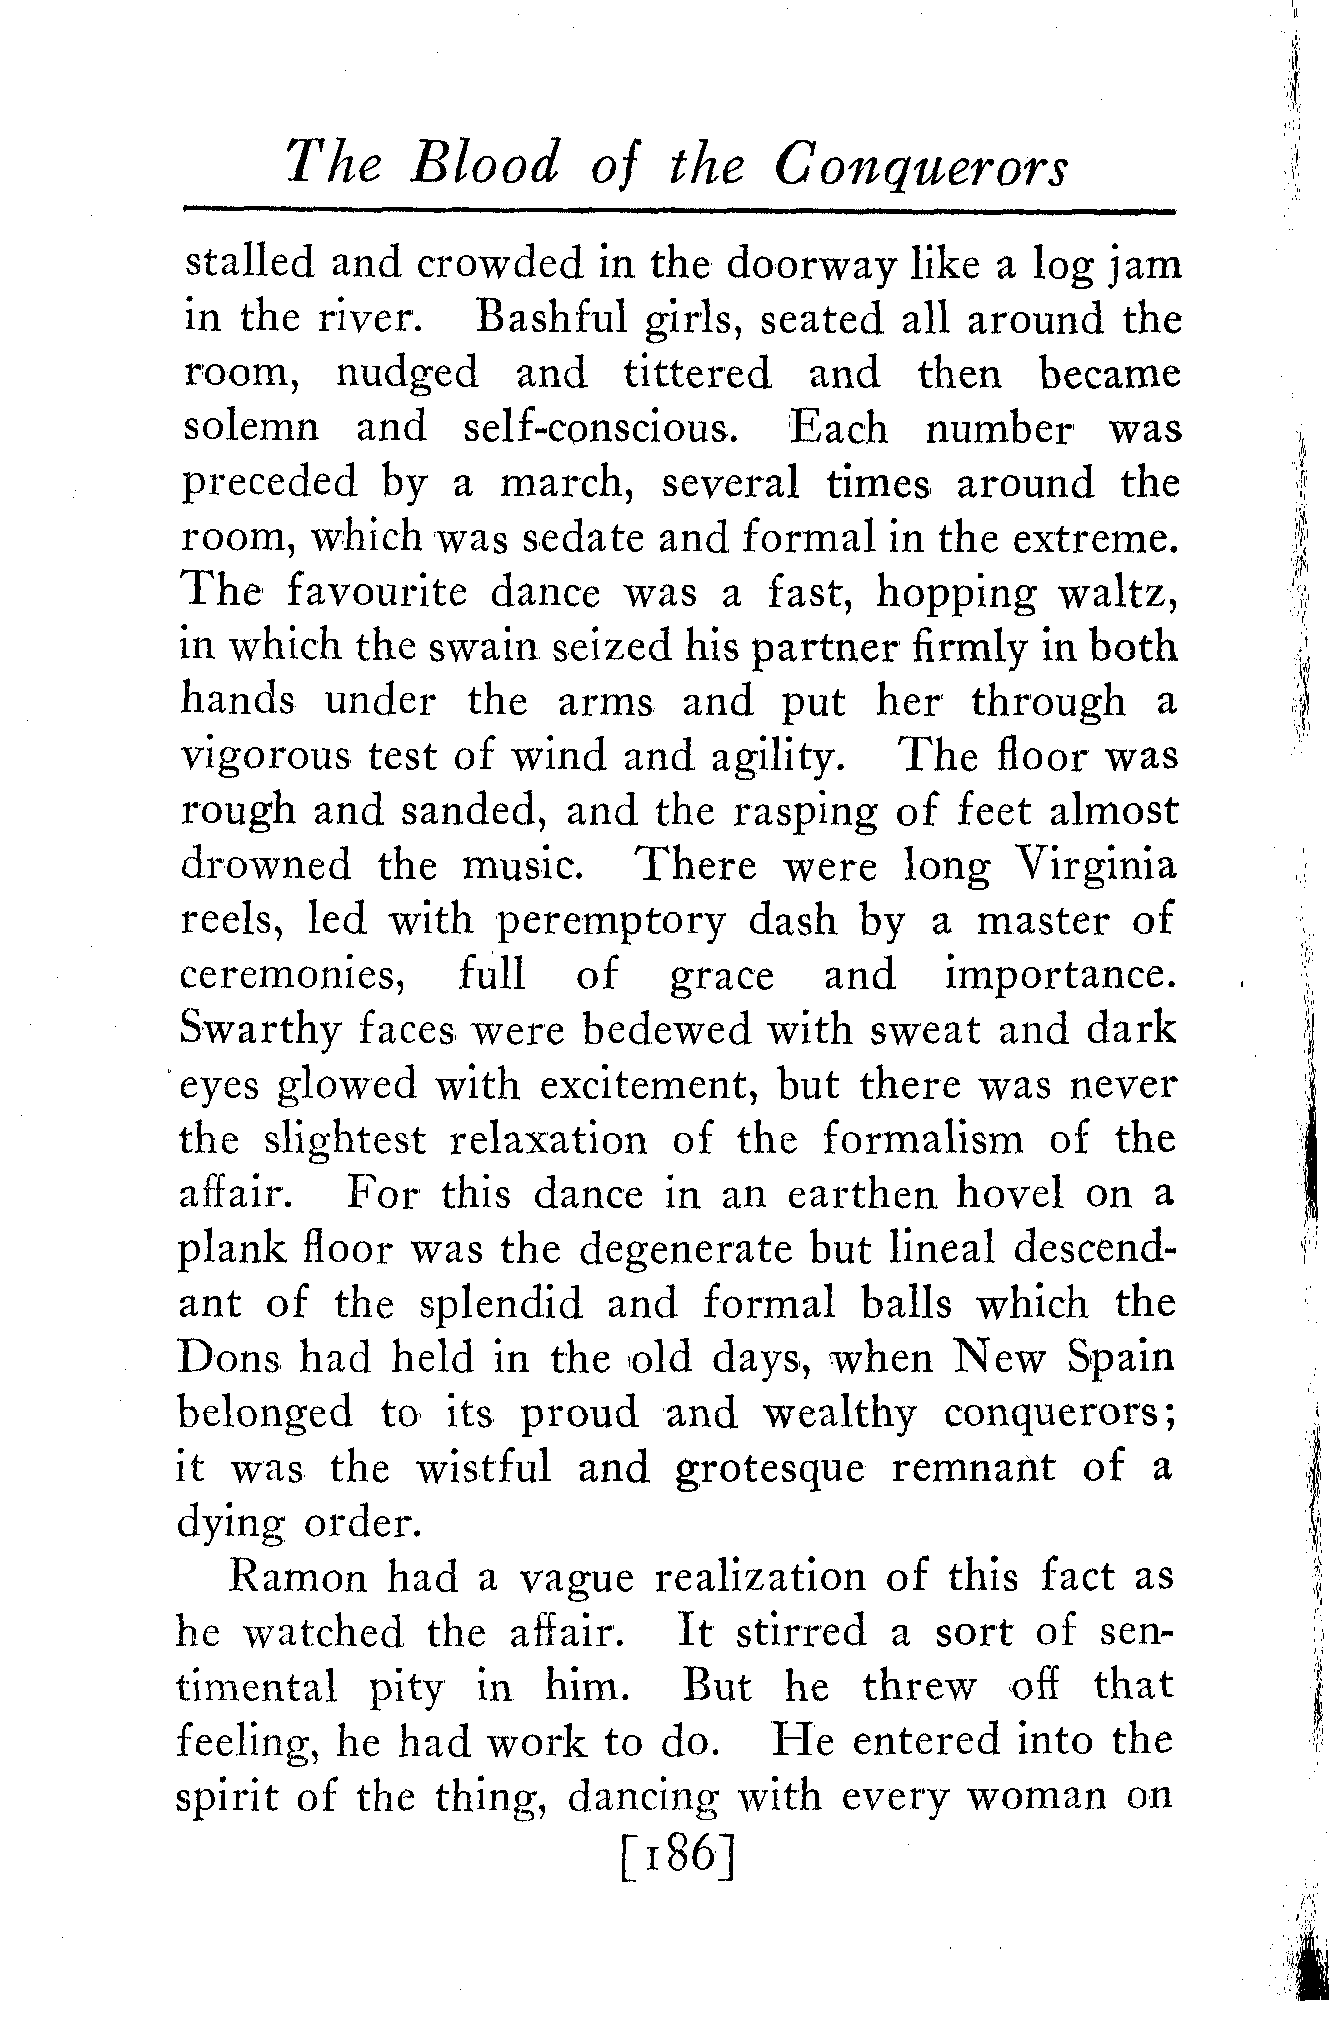 The Blood of the Conquerors
stalled and crowded in the doorway like a log jam
in the river. Bashful girls, seated all around the
room, nudged and tittered and then became
solemn and self-conscious. Each number was
preceded by a march, several times around the
room, which was sedate and formal in the extreme.
The favourite dance was a fast, hopping waltz,
in which the swain seized his partner firmly in both
hands under the arms and put her through a
vigorous test of wind and agility. The floor was
rough and sanded, and the rasping of feet almost
drowned the music. There were long Virginia
reels, led with peremptory dash by a master of
ceremonies, full of grace and importance.
Swarthy faces were bedewed with sweat and dark
eyes glowed with excitement, but there was never
the slightest relaxation of the formalism of the
affair. For this dance in an earthen hovel on a
plank floor was the degenerate but lineal descend-
ant of the splendid and formal balls which the
Dons had held in the old days, when New Spain
belonged to its proud and wealthy conquerors;
it was the wistful and grotesque remnant of a
dying order.
Ramon had a vague realization of this fact as
he watched the affair. It stirred a sort of sen-
timental pity in him. But he threw off that
feeling, he had work to do. He entered into the
spirit of the thing, dancing with every woman on
[186]